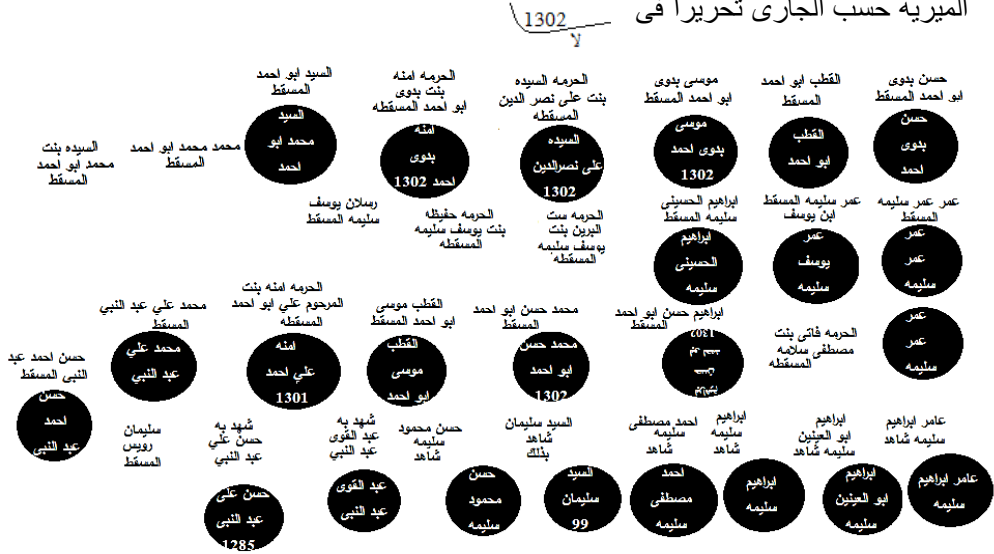 الميريه حسب الجارى تحريرا فى
1302
لا
حسن بدوى
ابو احمد المسقط
حسن
بدوى
احمد
القطب ابو احمد
المسقط
القطب
ابو احمد
موسى بدوى
ابو احمد المسقط
موسى
بدوى احمد
1302
الحرمه السيده
بنت على نصر الدين
المسقطه
السيده
على نصرالدين
1302
الحرمه امنه
بنت بدوى
ابو احمد المسقطه
امنه
بدوى
احمد 1302
السيد ابو احمد
المسقط
السيد
محمد ابو
احمد
محمد محمد ابو احمد
المسقط
السيده بنت
محمد ابو احمد
المسقط
عمر عمر سليمه
المسقط
عمر
عمر
سليمه
عمر سليمه المسقط
ابن يوسف
عمر
يوسف
سليمه
ابراهيم الحسينى
سليمه المسقط
ابراهيم
الحسينى
سليمه
الحرمه ست
البرين بنت
يوسف سليمه
المسقطه
الحرمه حفيظه
بنت يوسف سليمه
المسقطه
رسلان يوسف
سليمه المسقط
عمر
عمر
سليمه
الحرمه فاتى بنت
مصطفى سلامه
المسقطه
ابراهيم حسن ابو احمد
المسقط
ابراهيم
حسن
ابو احمد
1302
محمد حسن ابو احمد
المسقط
محمد حسن
ابو احمد
1302
القطب موسى
ابو احمد المسقط
القطب
موسى
ابو احمد
الحرمه امنه بنت
المرحوم علي ابو احمد
المسقطه
امنه
علي احمد
1301
محمد علي عبد النبي
المسقط
محمد علي
عبد النبي
حسن احمد عبد
النبى المسقط
حسن
احمد
عبد النبى
عامر ابراهيم
سليمه شاهد
عامر ابراهيم
سليمه
ابراهيم
ابو العينين
سليمه شاهد
ابراهيم
ابو العينين
سليمه
ابراهيم
سليمه
شاهد
ابراهيم
سليمه
احمد مصطفى
سليمه
شاهد
احمد
مصطفى
سليمه
السيد سليمان
شاهد
بذلك
السيد
سليمان
99
حسن محمود
سليمه
شاهد
حسن
محمود
سليمه
شهد به
عبد القوى
عبد النبي
عبد القوى
عبد النبى
شهد به
حسن علي
عبد النبي
حسن على
عبد النبى
1285
سليمان
رويس
المسقط